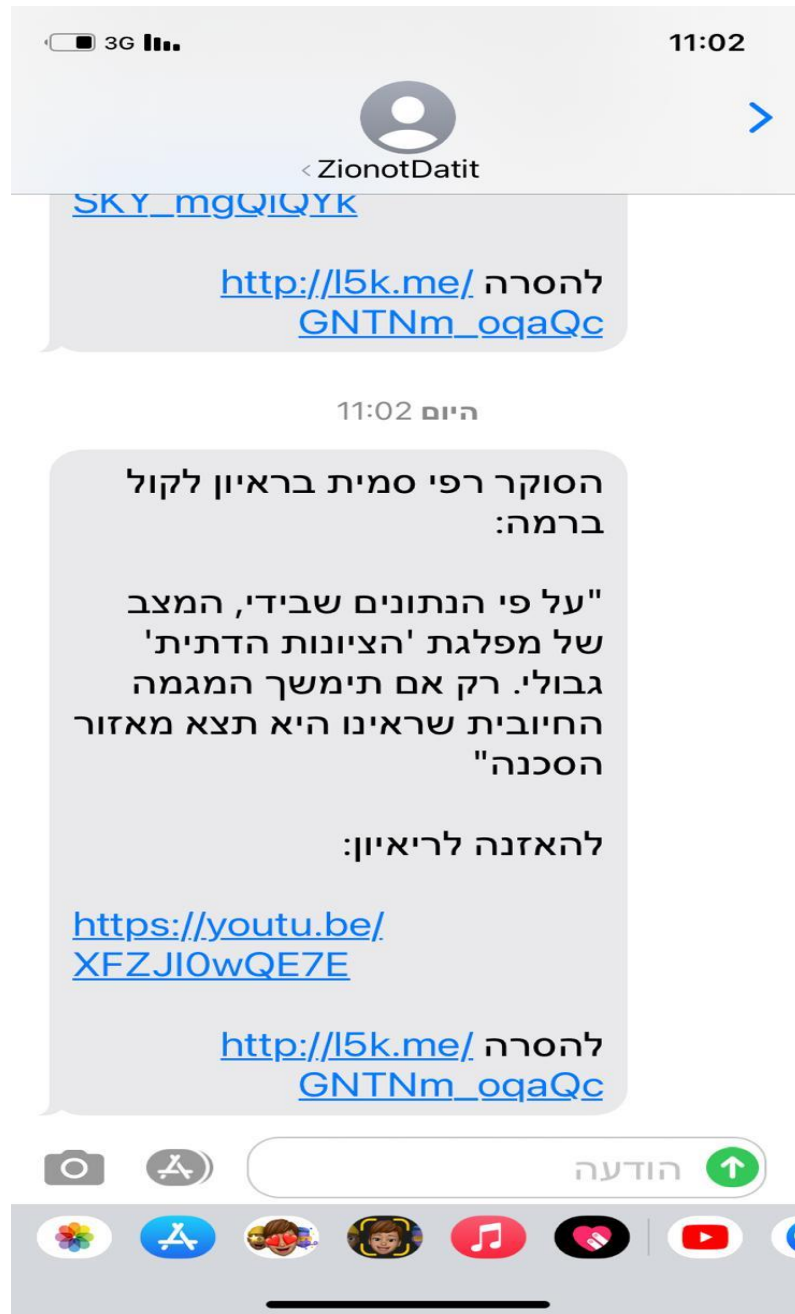 3G
11:02
ZionotDatit
SKY_mgQiQYk
להסרה http://l5k.me/
GNTNm_oqaQc
היום 11:02
הסוקר רפי סמית בראיון לקול
ברמה:
"על פי הנתונים שבידי, המצב
של מפלגת 'הציונות הדתית'
גבולי. רק אם תימשך המגמה
החיובית שראינו היא תצא מאזור
הסכנה"
להאזנה לריאיון:
https://youtu.be/
XFZJI0wQE7E
להסרה http://l5k.me/
GNTNm_oqaQc
הודעה